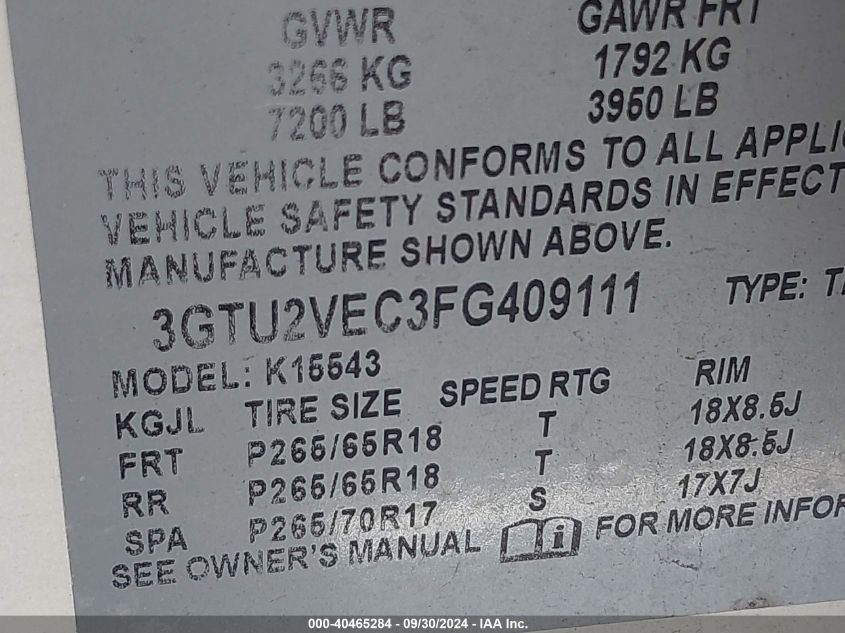 GVWR GAWR FRT
3266 KG 1792 KG
7200 LB 3950 LB
THIS VEHICLE CONFORMS TO ALL APPLIC
VEHICLE SAFETY STANDARDS IN EFFECT
MANUFACTURE SHOWN ABOVE.
3GTU2VEC3FG409111 TYPE: T
MODEL: K15543
KGJL TIRE SIZE SPEED RTG RIM
FRT P265/65R18 T 18X8.5J
RR P265/65R18 T 18X8.5J
SPA P265/70R17 S 17X7J
SEE OWNER'S MANUAL i FOR MORE INFOR
000-40465284 - 09/30/2024 - IAA Inc.